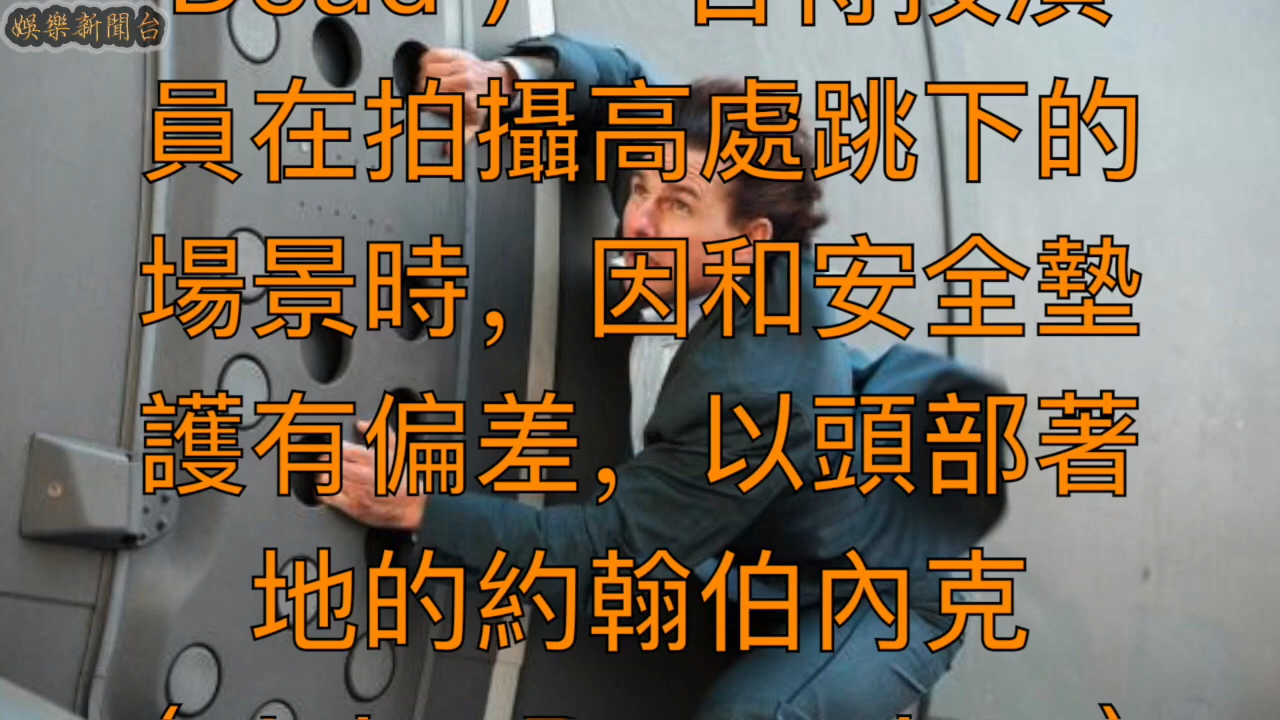 娛樂新聞台
員在拍攝高處跳下的
場景時，因和安全墊
護有偏差，以頭部著
地的約翰伯內克